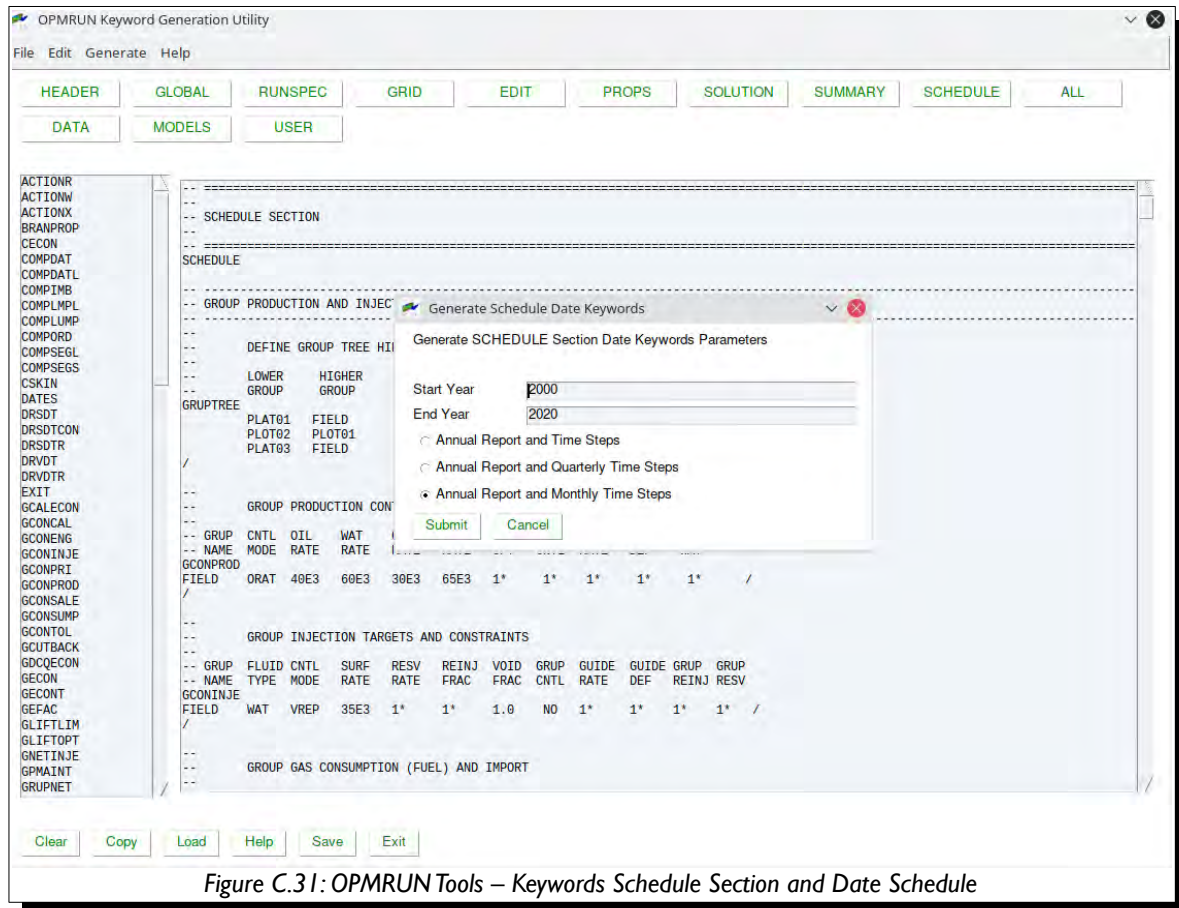 OPMRUN Keyword Generation Utility
File Edit Generate Help
HEADER GLOBAL RUNSPEC GRID EDIT PROPS SOLUTION SUMMARY SCHEDULE ALL
DATA MODELS USER
ACTIONR
ACTIONW
ACTIONX
BRANPROP
CECON
COMPDAT
COMPDATL
COMPIMB
COMPLMPL
COMPLUMP
COMPORD
COMPSEGL
COMPSEGS
CSKIN
DATES
DRSDT
DRSDTCON
DRSDTR
DRVDT
DRVDTR
EXIT
GCALECON
GCONCAL
GCONENG
GCONINJE
GCONPRI
GCONPROD
GCONSALE
GCONSUMP
GCONTOL
GCUTBACK
GDCQECON
GECON
GECONT
GEFAC
GLIFTLIM
GLIFTOPT
GNETINJE
GPMAINT
GRUPNET
-- ==============================================================================
--
-- SCHEDULE SECTION
--
-- ==============================================================================
SCHEDULE
-- ------------------------------------------------------------------------------
-- GROUP PRODUCTION AND INJEC
-- ------------------------------------------------------------------------------
--
-- DEFINE GROUP TREE HI
--
-- LOWER HIGHER
-- GROUP GROUP
GRUPTREE
PLAT01 FIELD
PLOT02 PLOT01
PLAT03 FIELD
/
--
-- GROUP PRODUCTION CON
--
-- GRUP CNTL OIL WAT
-- NAME MODE RATE RATE
GCONPROD
FIELD ORAT 40E3 60E3 30E3 65E3 1* 1* 1* 1* 1* /
/
--
-- GROUP INJECTION TARGETS AND CONSTRAINTS
--
-- GRUP FLUID CNTL SURF RESV REINJ VOID GRUP GUIDE GUIDE GRUP GRUP
-- NAME TYPE MODE RATE RATE FRAC FRAC CNTL RATE DEF REINJ RESV
GCONINJE
FIELD WAT VREP 35E3 1* 1* 1.0 NO 1* 1* 1* 1* /
/
--
-- GROUP GAS CONSUMPTION (FUEL) AND IMPORT
--
Generate Schedule Date Keywords
Generate SCHEDULE Section Date Keywords Parameters
Start Year 2000
End Year 2020
Annual Report and Time Steps
Annual Report and Quarterly Time Steps
Annual Report and Monthly Time Steps
Submit Cancel
Clear Copy Load Help Save Exit
Figure C.31: OPMRUN Tools – Keywords Schedule Section and Date Schedule